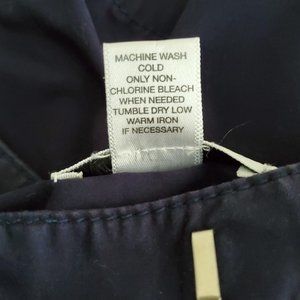 MACHINE WASH
COLD
ONLY NON-
CHLORINE BLEACH
WHEN NEEDED
TUMBLE DRY LOW
WARM IRON
IF NECESSARY